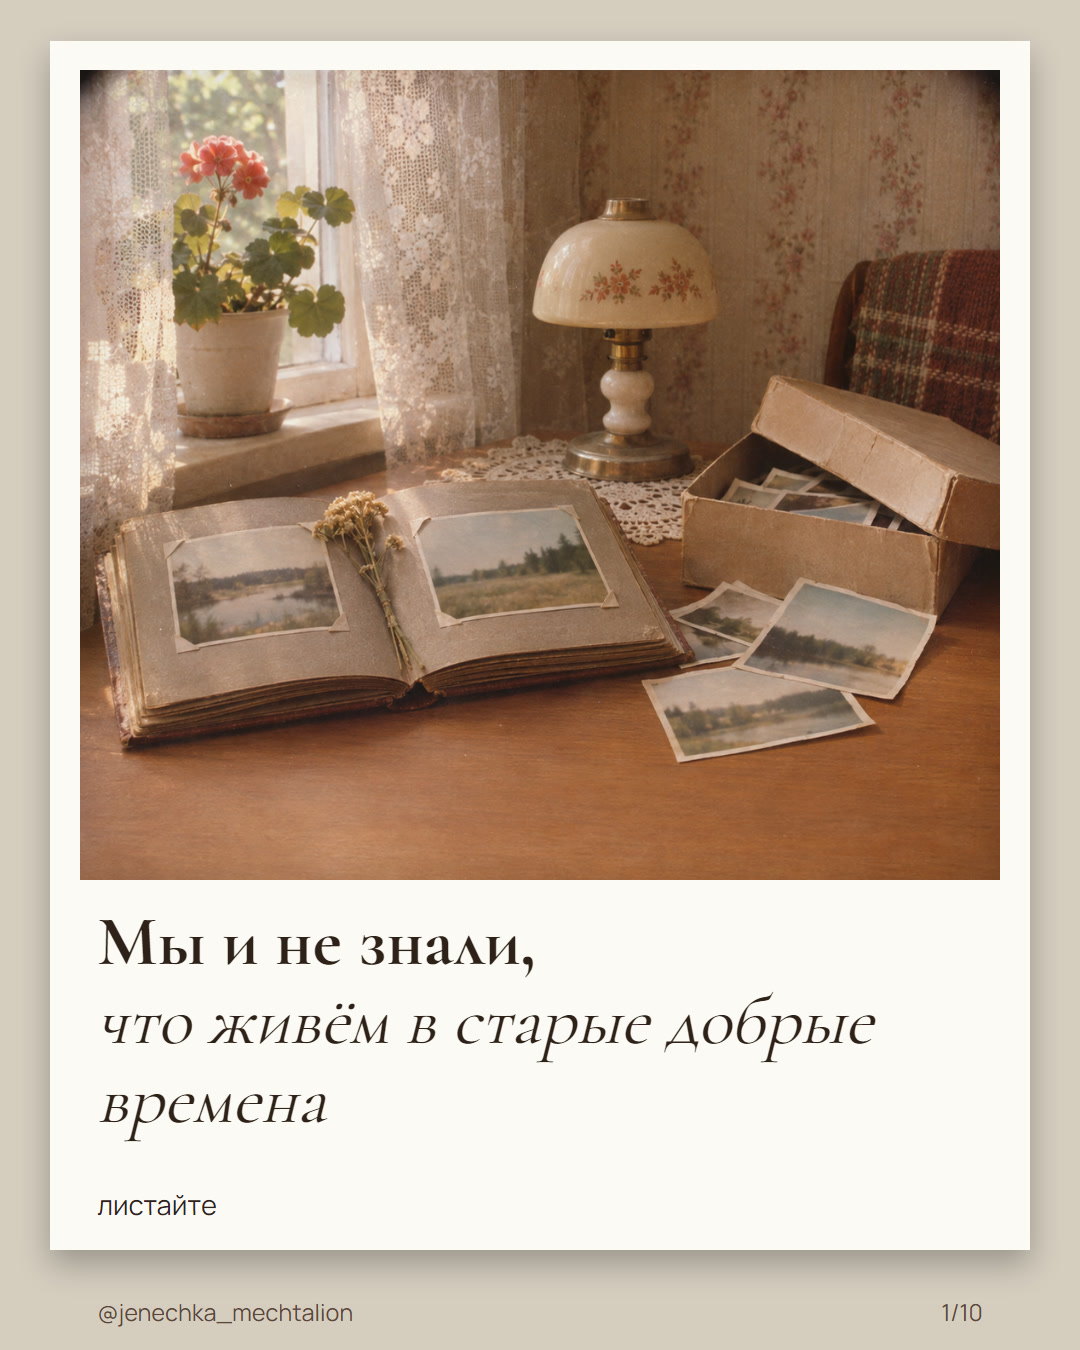 Мы и не знали,
что живём в старые добрые
времена
листайте
@jenechka_mechtalion
1/10